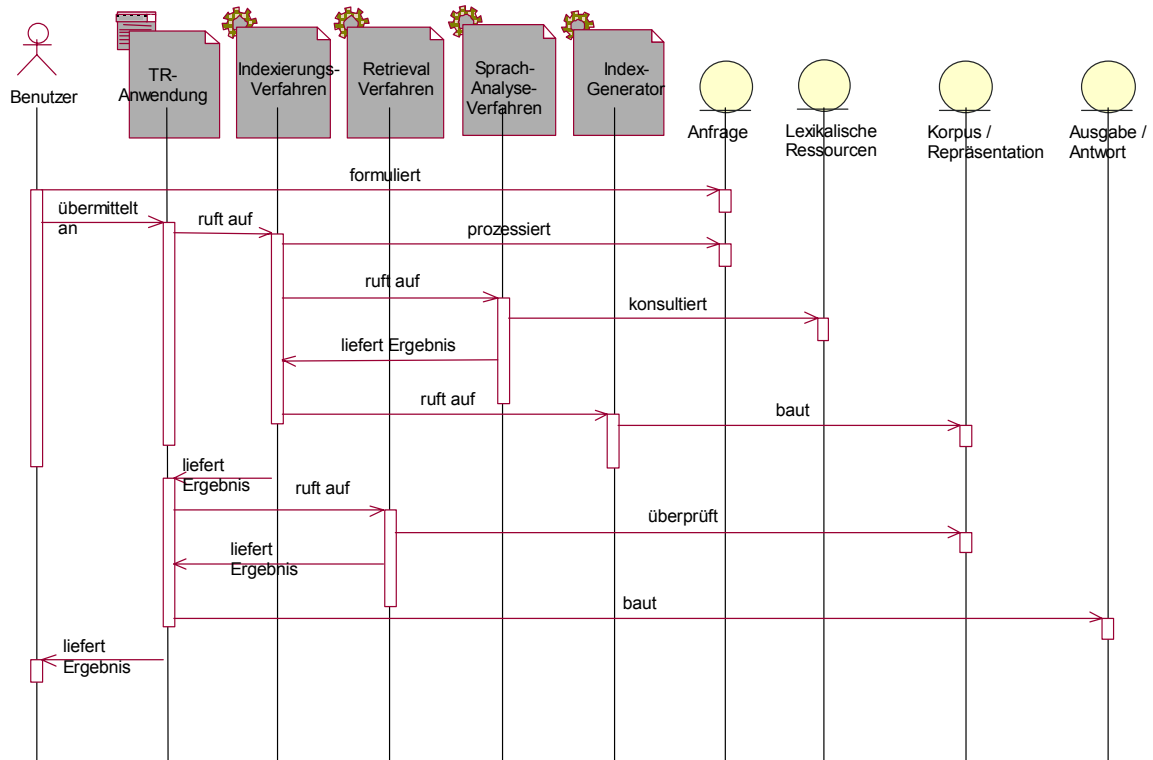 Benutzer
TR-
Anwendung
Indexierungs-
Verfahren
Retrieval
Verfahren
Sprach-
Analyse-
Verfahren
Index-
Generator
Anfrage
Lexikalische
Ressourcen
Korpus /
Repräsentation
Ausgabe /
Antwort
formuliert
übermittelt
an
ruft auf
prozessiert
ruft auf
konsultiert
liefert Ergebnis
ruft auf
baut
liefert
Ergebnis
ruft auf
überprüft
liefert
Ergebnis
baut
liefert
Ergebnis